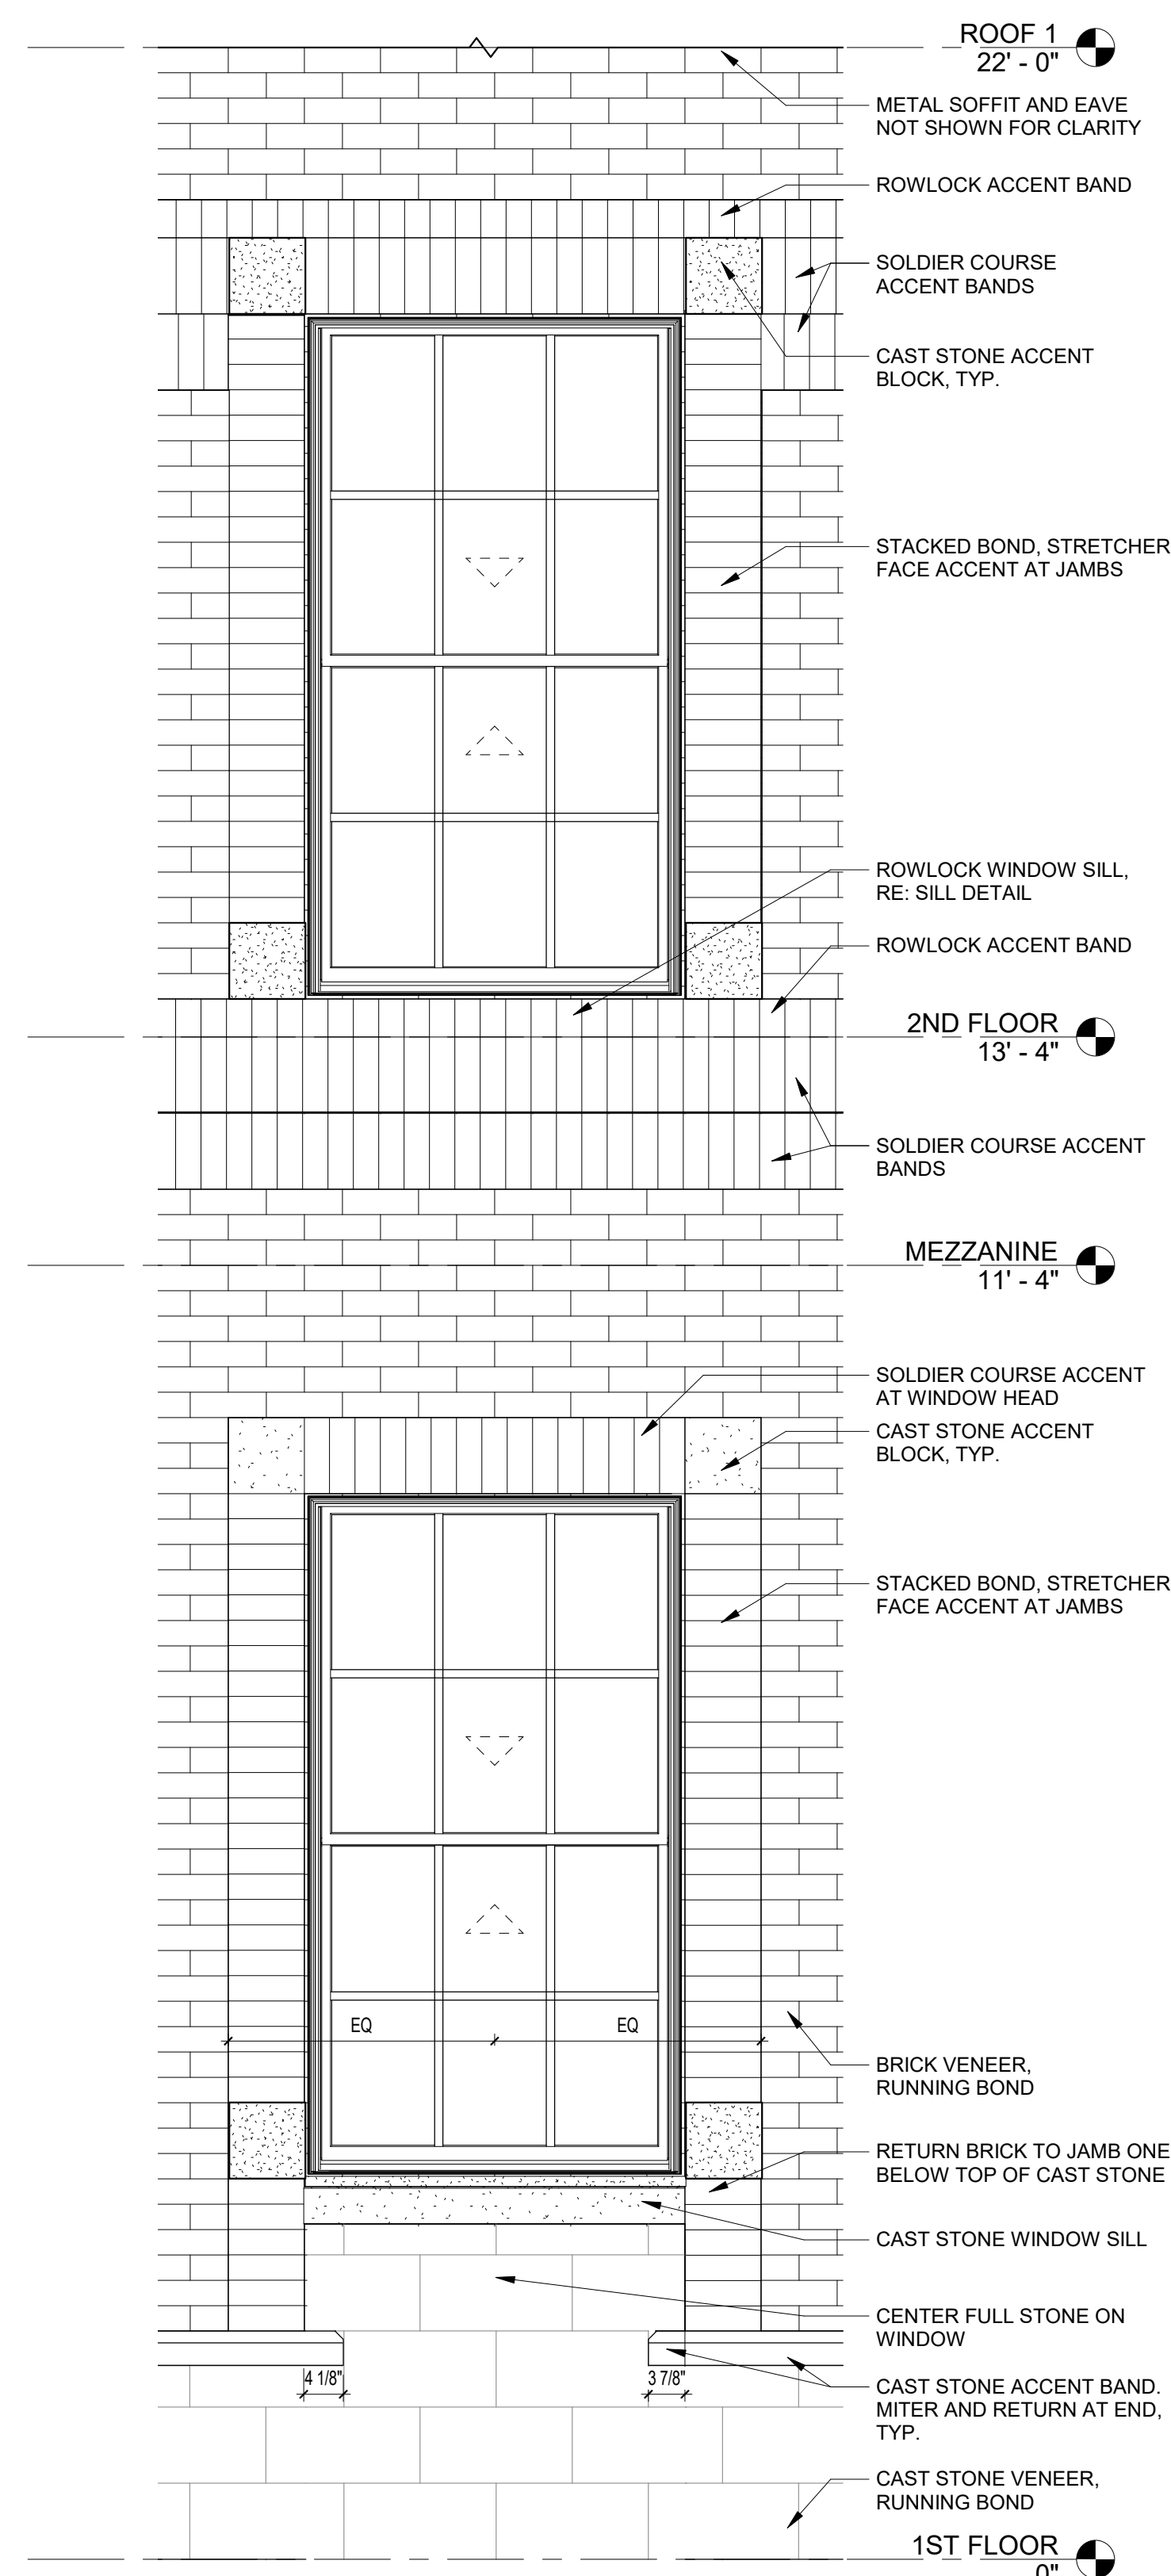 ROOF 1
22' - 0"
METAL SOFFIT AND EAVE
NOT SHOWN FOR CLARITY
ROWLOCK ACCENT BAND
SOLDIER COURSE
ACCENT BANDS
CAST STONE ACCENT
BLOCK, TYP.
STACKED BOND, STRETCHER
FACE ACCENT AT JAMBS
ROWLOCK WINDOW SILL,
RE: SILL DETAIL
ROWLOCK ACCENT BAND
2ND FLOOR
13' - 4"
SOLDIER COURSE ACCENT
BANDS
MEZZANINE
11' - 4"
SOLDIER COURSE ACCENT
AT WINDOW HEAD
CAST STONE ACCENT
BLOCK, TYP.
STACKED BOND, STRETCHER
FACE ACCENT AT JAMBS
EQ EQ
BRICK VENEER,
RUNNING BOND
RETURN BRICK TO JAMB ONE
BELOW TOP OF CAST STONE
CAST STONE WINDOW SILL
CENTER FULL STONE ON
WINDOW
4 1/8" 3 7/8"
CAST STONE ACCENT BAND.
MITER AND RETURN AT END,
TYP.
CAST STONE VENEER,
RUNNING BOND
1ST FLOOR
0"